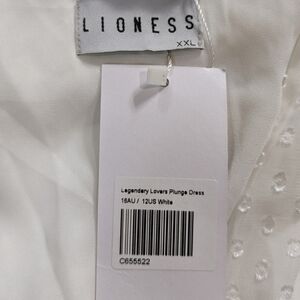 LIONESS
XXL
Legendary Lovers Plunge Dress
16AU / 12US White
C655522